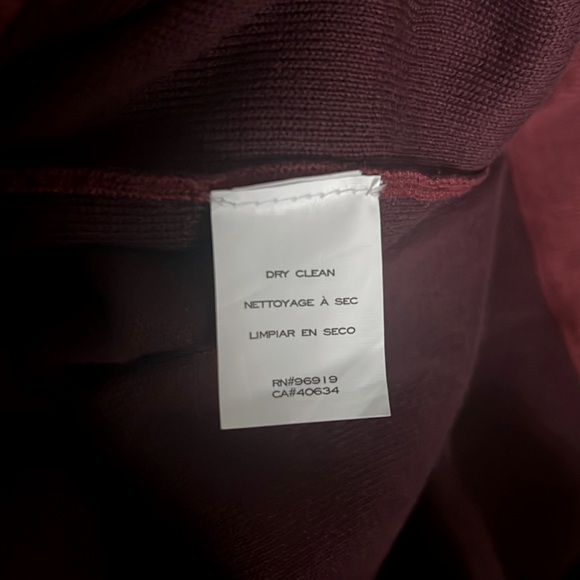 DRY CLEAN
NETTOYAGE À SEC
LIMPIAR EN SECO
RN#96919
CA#40634